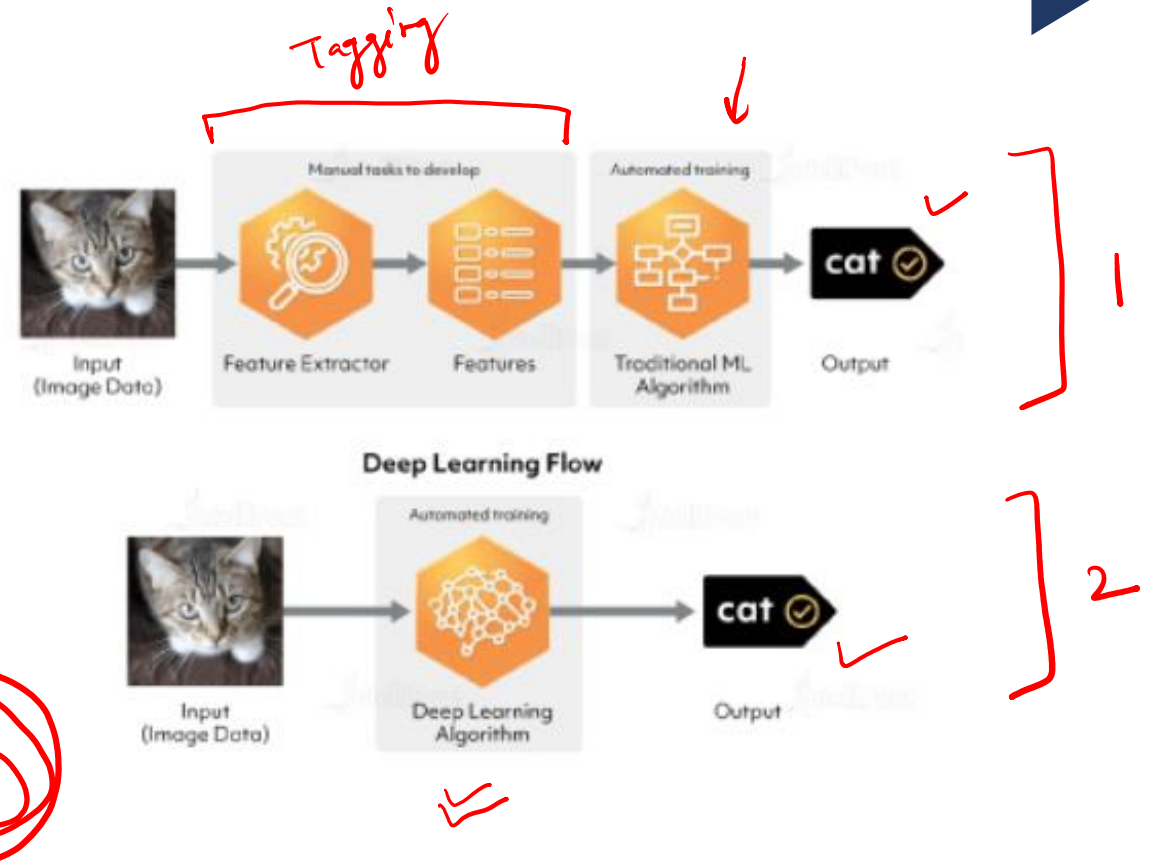 Tagging
Manual tasks to develop
Automated training
cat
Input
(Image Data)
Feature Extractor
Features
Traditional ML
Algorithm
Output
1
Deep Learning Flow
Automated training
cat
2
Input
(Image Data)
Deep Learning
Algorithm
Output